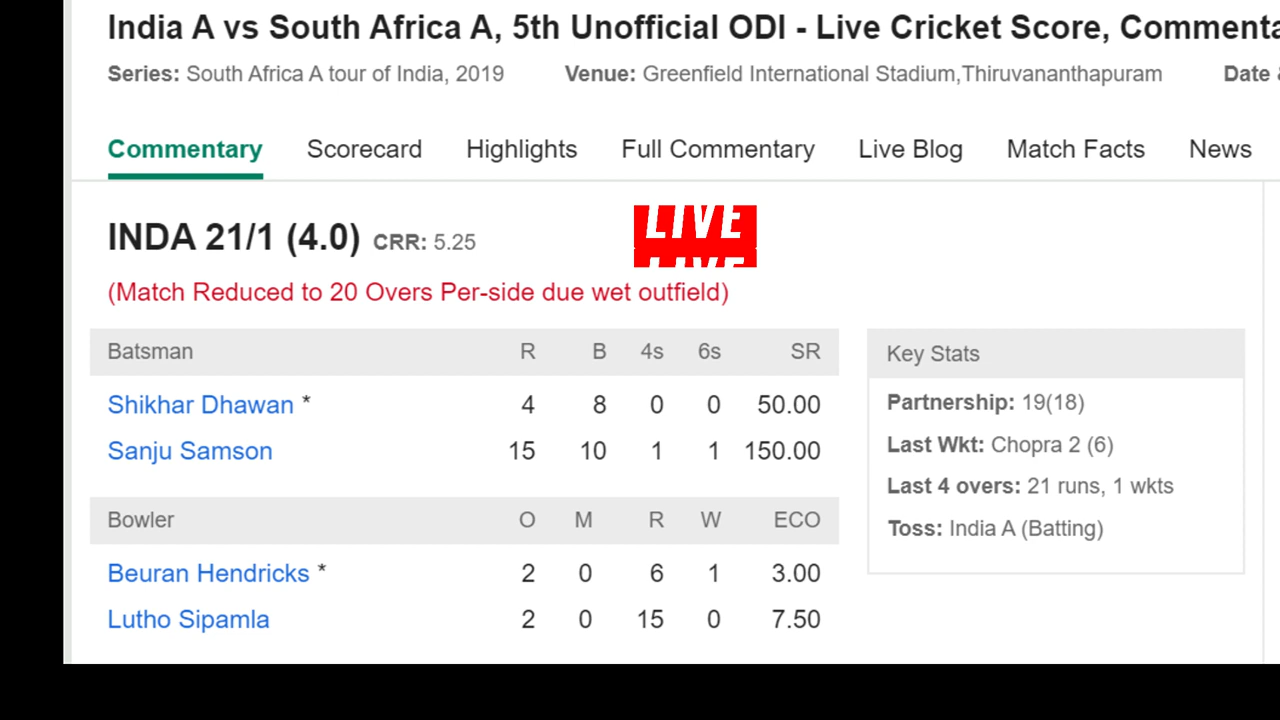 India A vs South Africa A, 5th Unofficial ODI - Live Cricket Score, Commenta
Series: South Africa A tour of India, 2019 Venue: Greenfield International Stadium,Thiruvananthapuram Date &
Commentary Scorecard Highlights Full Commentary Live Blog Match Facts News
INDA 21/1 (4.0) CRR: 5.25 LIVE
LIVE
(Match Reduced to 20 Overs Per-side due wet outfield)
Batsman R B 4s 6s SR
Shikhar Dhawan * 4 8 0 0 50.00
Sanju Samson 15 10 1 1 150.00
Bowler O M R W ECO
Beuran Hendricks * 2 0 6 1 3.00
Lutho Sipamla 2 0 15 0 7.50
Key Stats
Partnership: 19(18)
Last Wkt: Chopra 2 (6)
Last 4 overs: 21 runs, 1 wkts
Toss: India A (Batting)